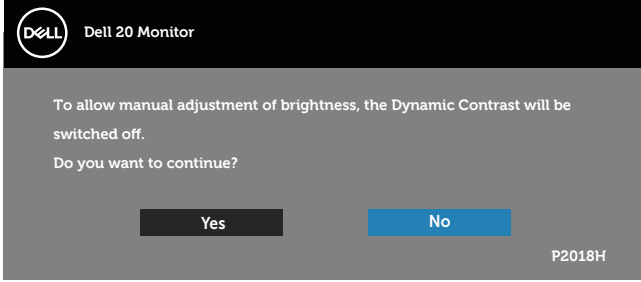 DELL
Dell 20 Monitor
To allow manual adjustment of brightness, the Dynamic Contrast will be
switched off.
Do you want to continue?
Yes
No
P2018H